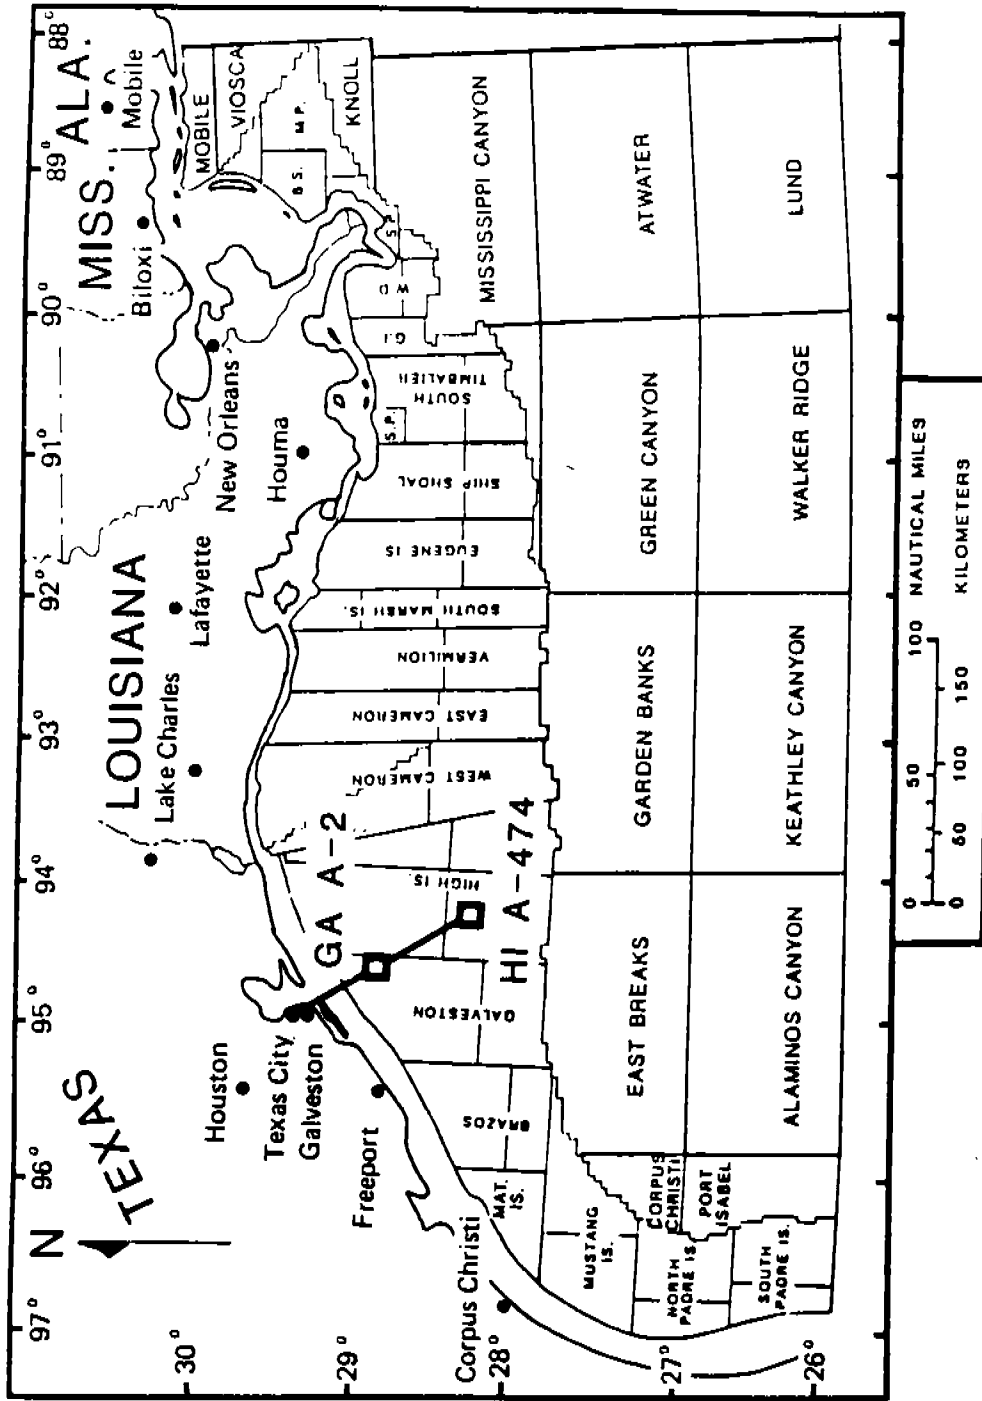 97° 96° 95° 94° 93° 92° 91° 90° 89° 88°
N
TEXAS
LOUISIANA
MISS.
ALA.
Mobile
Biloxi
Lake Charles
Lafayette
New Orleans
Houma
Houston
Texas City
Galveston
Freeport
Corpus Christi
30°
29°
28°
27°
26°
GA A-2
HI A-474
MOBILE
VIOSCA
KNOLL
M.P.
B S.
S.P.
W D
G.I
SOUTH
TIMBALIER
S.P.
SHIP SHOAL
EUGENE IS
SOUTH MARSH IS.
VERMILION
EAST CAMERON
WEST CAMERON
HIGH IS.
GALVESTON
BRAZOS
MAT.
IS.
MUSTANG
IS.
CORPUS
CHRISTI
PORT
ISABEL
NORTH
PADRE IS.
SOUTH
PADRE IS.
EAST BREAKS
GARDEN BANKS
GREEN CANYON
MISSISSIPPI CANYON
ATWATER
ALAMINOS CANYON
KEATHLEY CANYON
WALKER RIDGE
LUND
0 50 100 NAUTICAL MILES
0 50 100 150 KILOMETERS